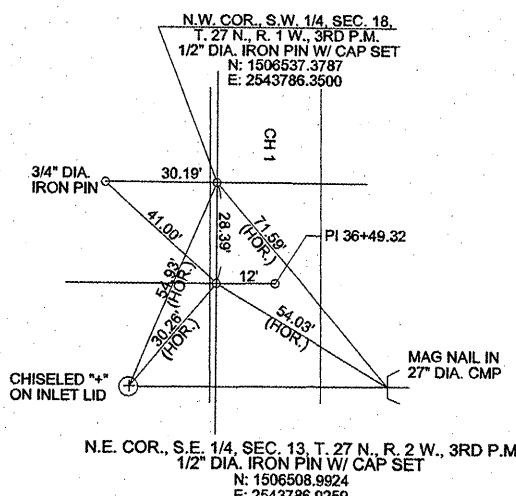 N.W. COR., S.W. 1/4, SEC. 18,
T. 27 N., R. 1 W., 3RD P.M.
1/2" DIA. IRON PIN W/ CAP SET
N: 1506537.3787
E: 2543786.3500
CH 1
3/4" DIA.
IRON PIN
30.19'
41.00'
28.39'
71.59'
(HOR.)
PI 36+49.32
12'
54.93'
(HOR.)
30.26'
(HOR.)
54.03'
(HOR.)
MAG NAIL IN
27" DIA. CMP
CHISELED "+"
ON INLET LID
N.E. COR., S.E. 1/4, SEC. 13, T. 27 N., R. 2 W., 3RD P.M
1/2" DIA. IRON PIN W/ CAP SET
N: 1506508.9924
E: 2543786.0259